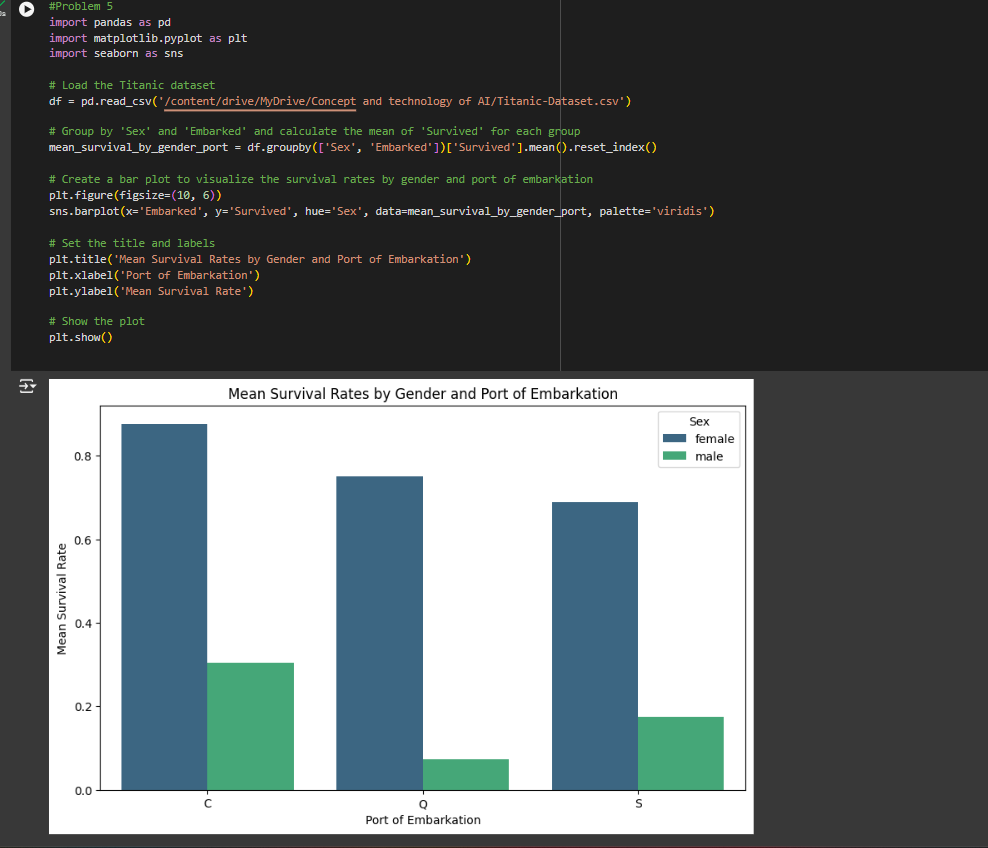 #Problem 5
import pandas as pd
import matplotlib.pyplot as plt
import seaborn as sns
# Load the Titanic dataset
df = pd.read_csv('/content/drive/MyDrive/Concept and technology of AI/Titanic-Dataset.csv')
# Group by 'Sex' and 'Embarked' and calculate the mean of 'Survived' for each group
mean_survival_by_gender_port = df.groupby(['Sex', 'Embarked'])['Survived'].mean().reset_index()
# Create a bar plot to visualize the survival rates by gender and port of embarkation
plt.figure(figsize=(10, 6))
sns.barplot(x='Embarked', y='Survived', hue='Sex', data=mean_survival_by_gender_port, palette='viridis')
# Set the title and labels
plt.title('Mean Survival Rates by Gender and Port of Embarkation')
plt.xlabel('Port of Embarkation')
plt.ylabel('Mean Survival Rate')
# Show the plot
plt.show()
Mean Survival Rates by Gender and Port of Embarkation
Sex
female
male
0.8
0.6
0.4
0.2
0.0
Mean Survival Rate
C
Q
S
Port of Embarkation